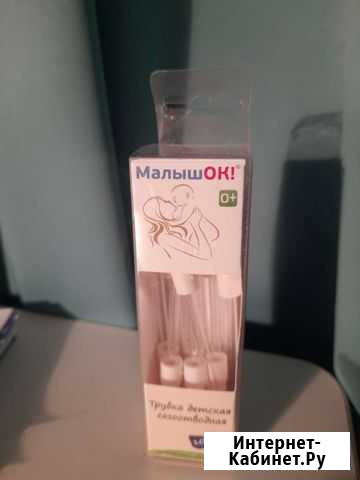 МалышОК!®
0+
Трубка детская
газоотводная
Интернет-
Кабинет.Ру